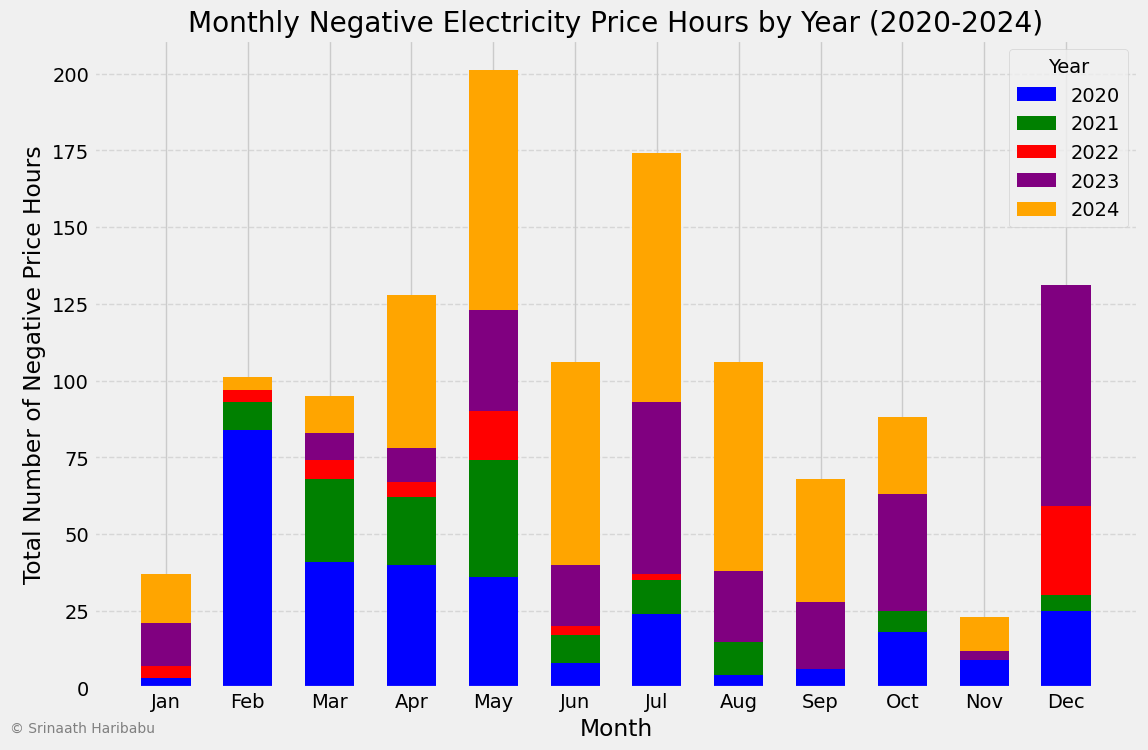 Monthly Negative Electricity Price Hours by Year (2020-2024)
Total Number of Negative Price Hours
200
175
150
125
100
75
50
25
0
Year
2020
2021
2022
2023
2024
Jan Feb Mar Apr May Jun Jul Aug Sep Oct Nov Dec
Month
© Srinaath Haribabu